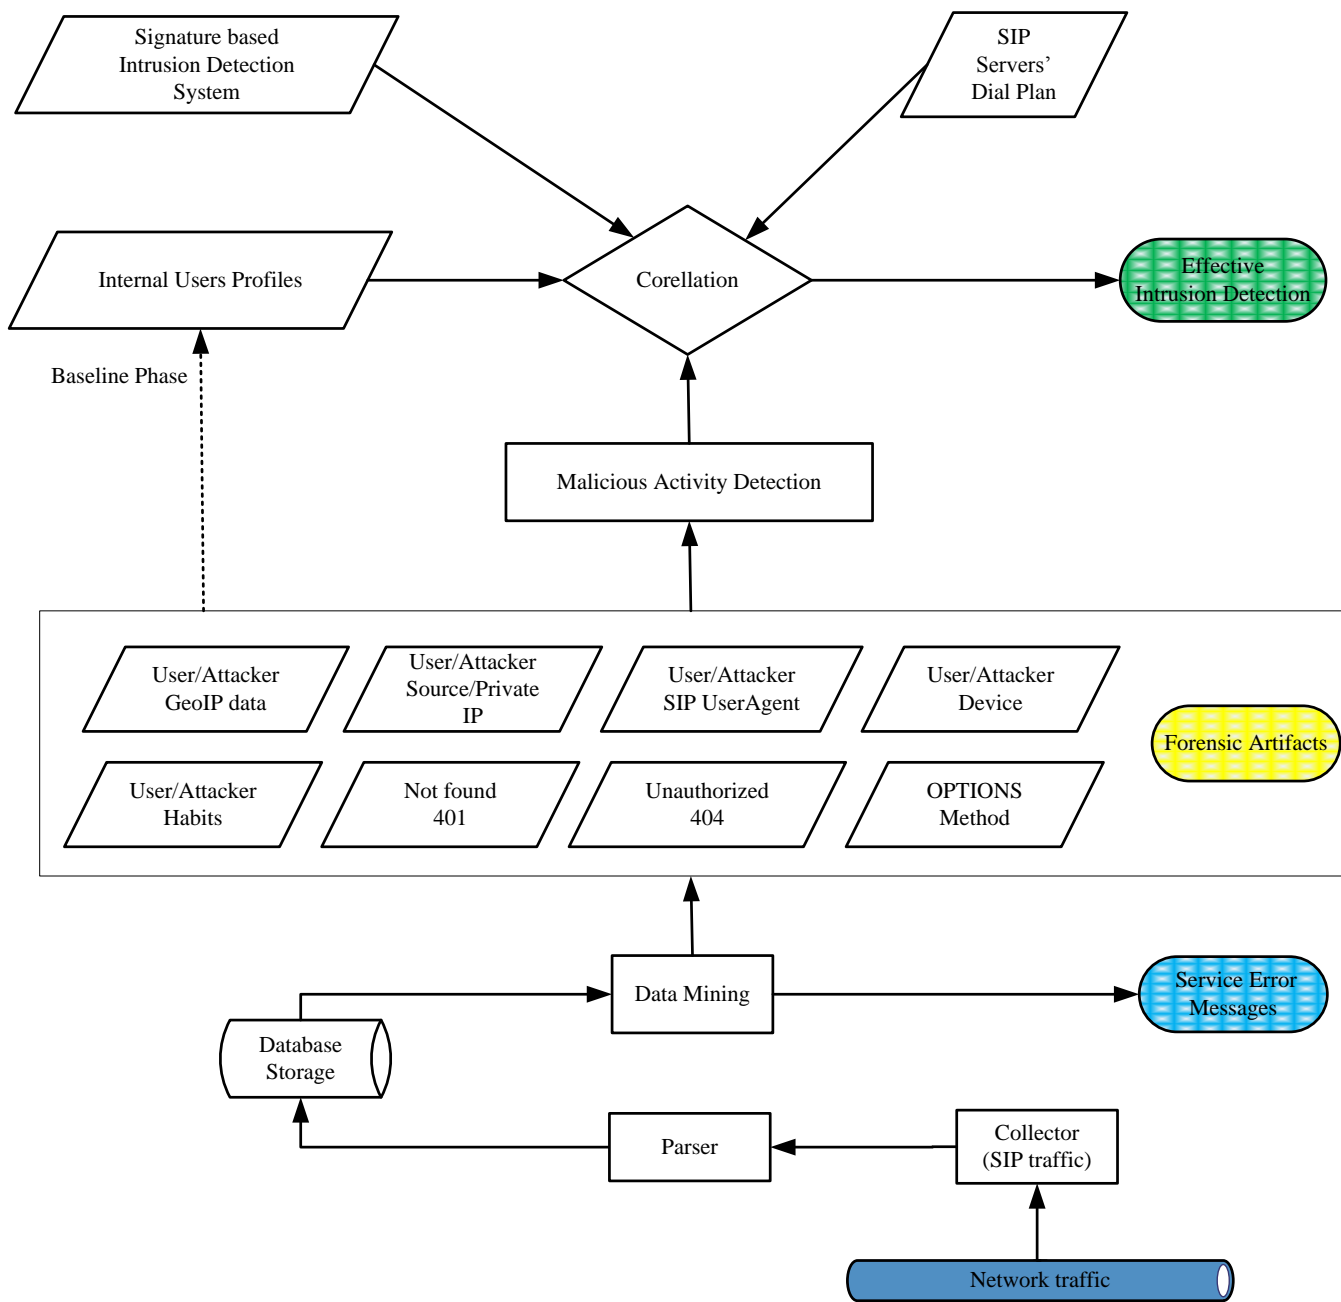 Signature based
Intrusion Detection
System
SIP
Servers’
Dial Plan
Internal Users Profiles
Corellation
Effective
Intrusion Detection
Baseline Phase
Malicious Activity Detection
User/Attacker
GeoIP data
User/Attacker
Source/Private
IP
User/Attacker
SIP UserAgent
User/Attacker
Device
Forensic Artifacts
User/Attacker
Habits
Not found
401
Unauthorized
404
OPTIONS
Method
Data Mining
Service Error
Messages
Database
Storage
Parser
Collector
(SIP traffic)
Network traffic